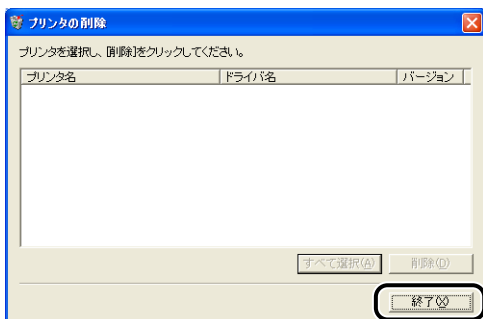 プリンタの削除
プリンタを選択し、[削除]をクリックしてください。
プリンタ名 ドライバ名 バージョン
すべて選択(A) 削除(D)
終了(X)